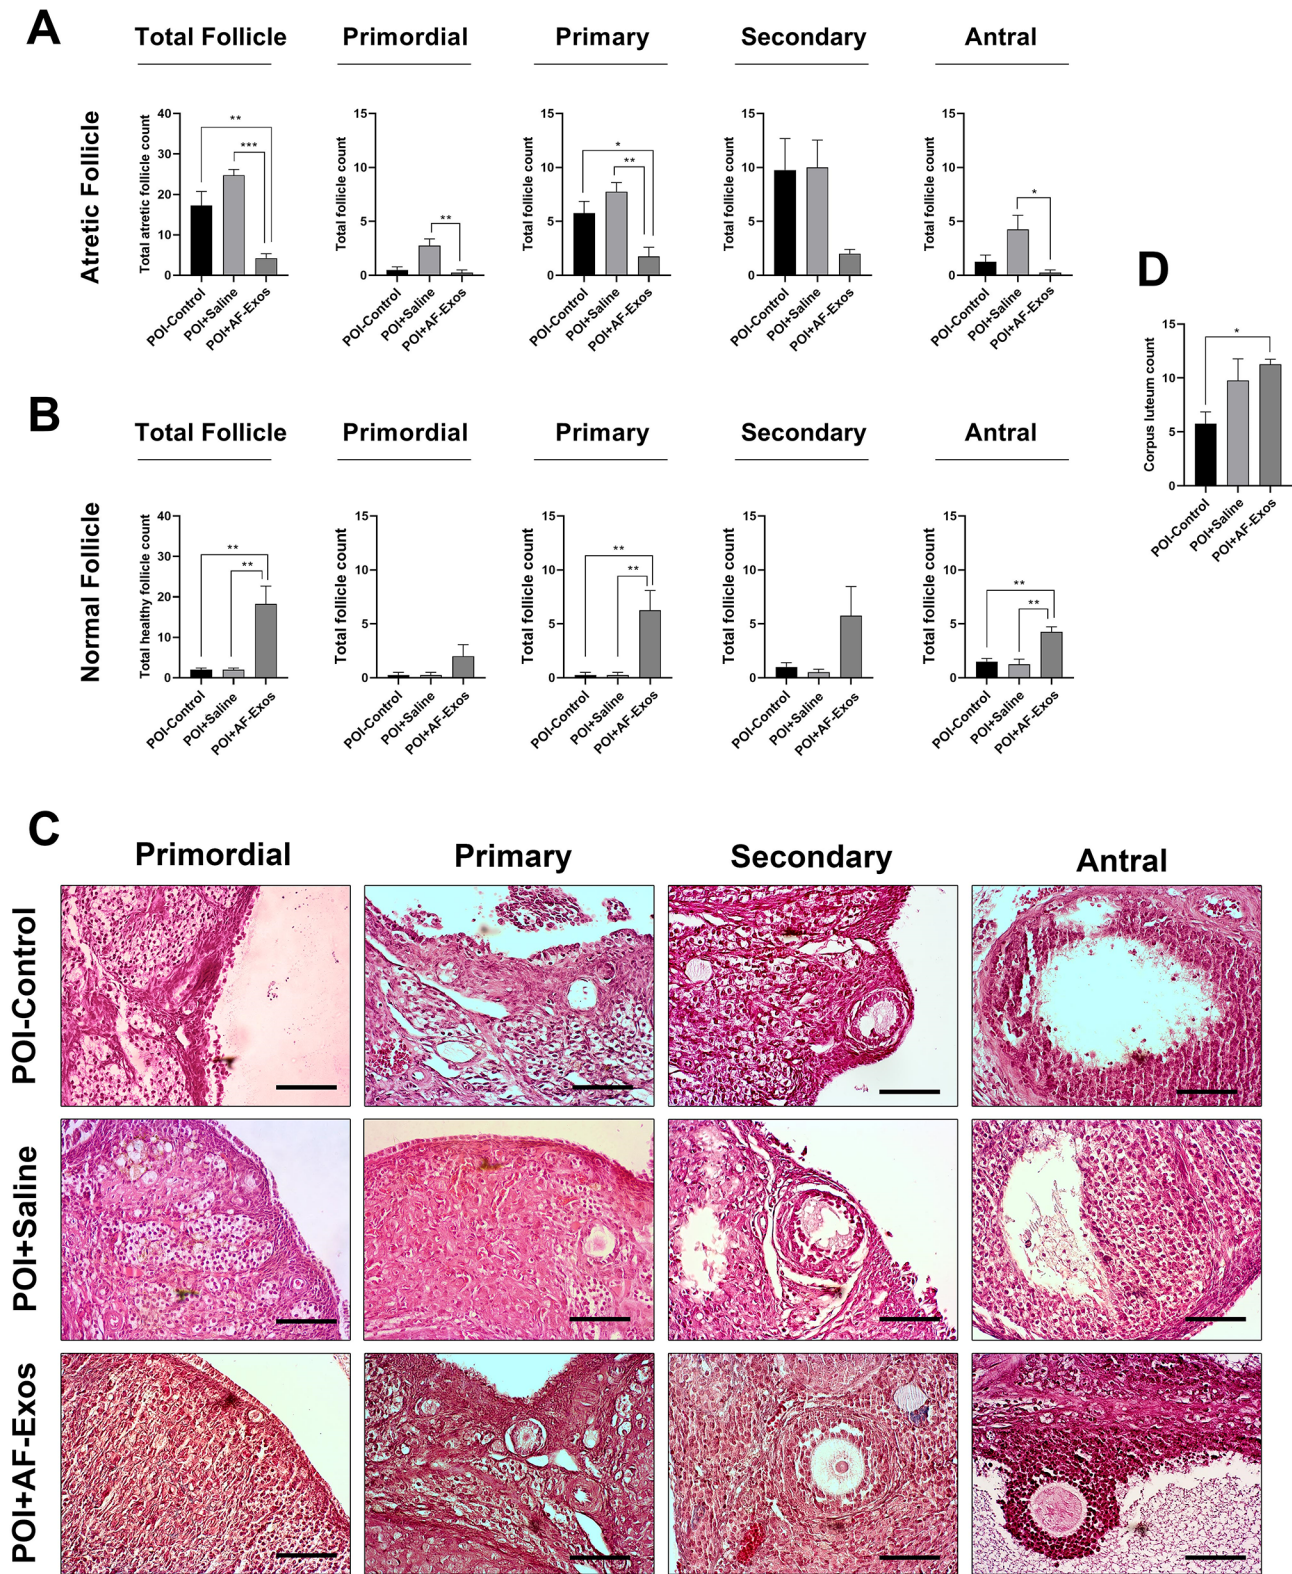 A
Total Follicle
Primordial
Primary
Secondary
Antral
Atretic Follicle
Total atretic follicle count
40
30
20
10
0
**
***
POI-Control
POI+Saline
POI+AF-Exos
Total follicle count
15
10
5
0
**
POI-Control
POI+Saline
POI+AF-Exos
Total follicle count
15
10
5
0
*
**
POI-Control
POI+Saline
POI+AF-Exos
Total follicle count
15
10
5
0
POI-Control
POI+Saline
POI+AF-Exos
Total follicle count
15
10
5
0
*
POI-Control
POI+Saline
POI+AF-Exos
D
Corpus luteum count
15
10
5
0
*
POI-Control
POI+Saline
POI+AF-Exos
B
Total Follicle
Primordial
Primary
Secondary
Antral
Normal Follicle
Total healthy follicle count
40
30
20
10
0
**
**
POI-Control
POI+Saline
POI+AF-Exos
Total follicle count
15
10
5
0
POI-Control
POI+Saline
POI+AF-Exos
Total follicle count
15
10
5
0
**
**
POI-Control
POI+Saline
POI+AF-Exos
Total follicle count
15
10
5
0
POI-Control
POI+Saline
POI+AF-Exos
Total follicle count
15
10
5
0
**
**
POI-Control
POI+Saline
POI+AF-Exos
C
Primordial
Primary
Secondary
Antral
POI-Control
POI+Saline
POI+AF-Exos